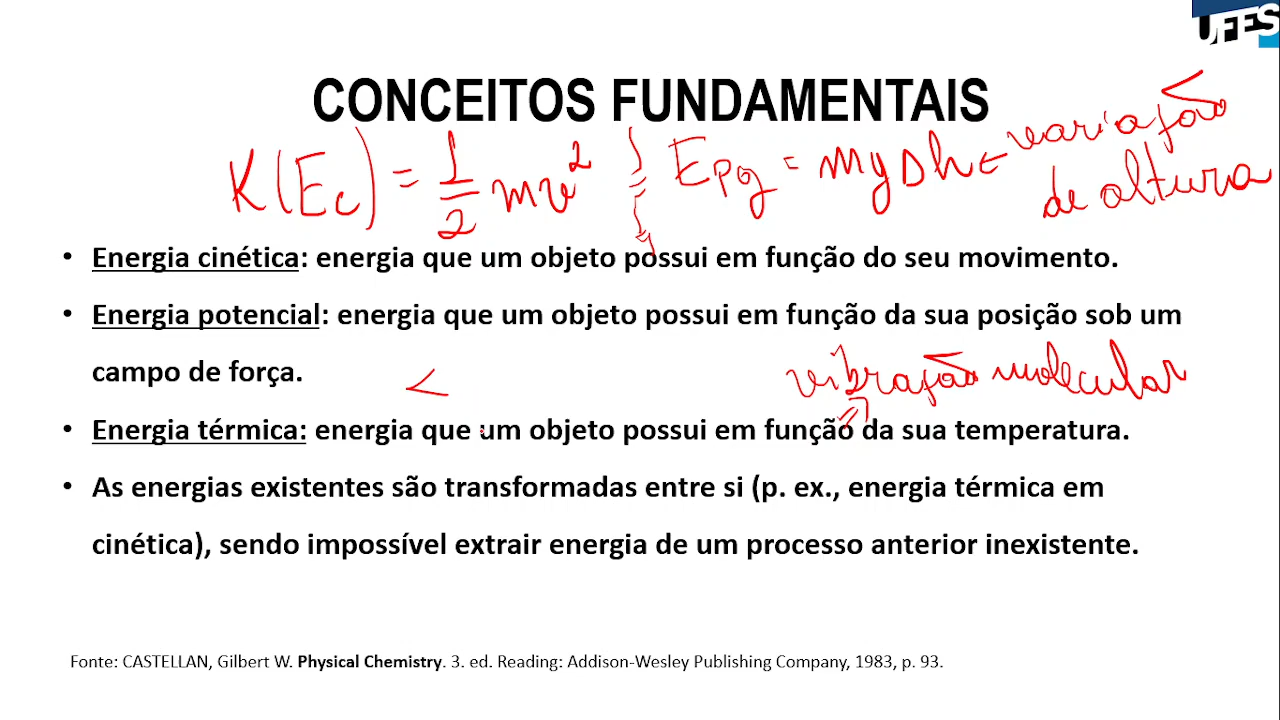 UFES
CONCEITOS FUNDAMENTAIS
K(Ec) = 1/2 mv² ; Epg = mgΔh ← variação
de altura
• Energia cinética: energia que um objeto possui em função do seu movimento.
• Energia potencial: energia que um objeto possui em função da sua posição sob um
campo de força.
vibração molecular
• Energia térmica: energia que um objeto possui em função da sua temperatura.
• As energias existentes são transformadas entre si (p. ex., energia térmica em
cinética), sendo impossível extrair energia de um processo anterior inexistente.
Fonte: CASTELLAN, Gilbert W. Physical Chemistry. 3. ed. Reading: Addison-Wesley Publishing Company, 1983, p. 93.